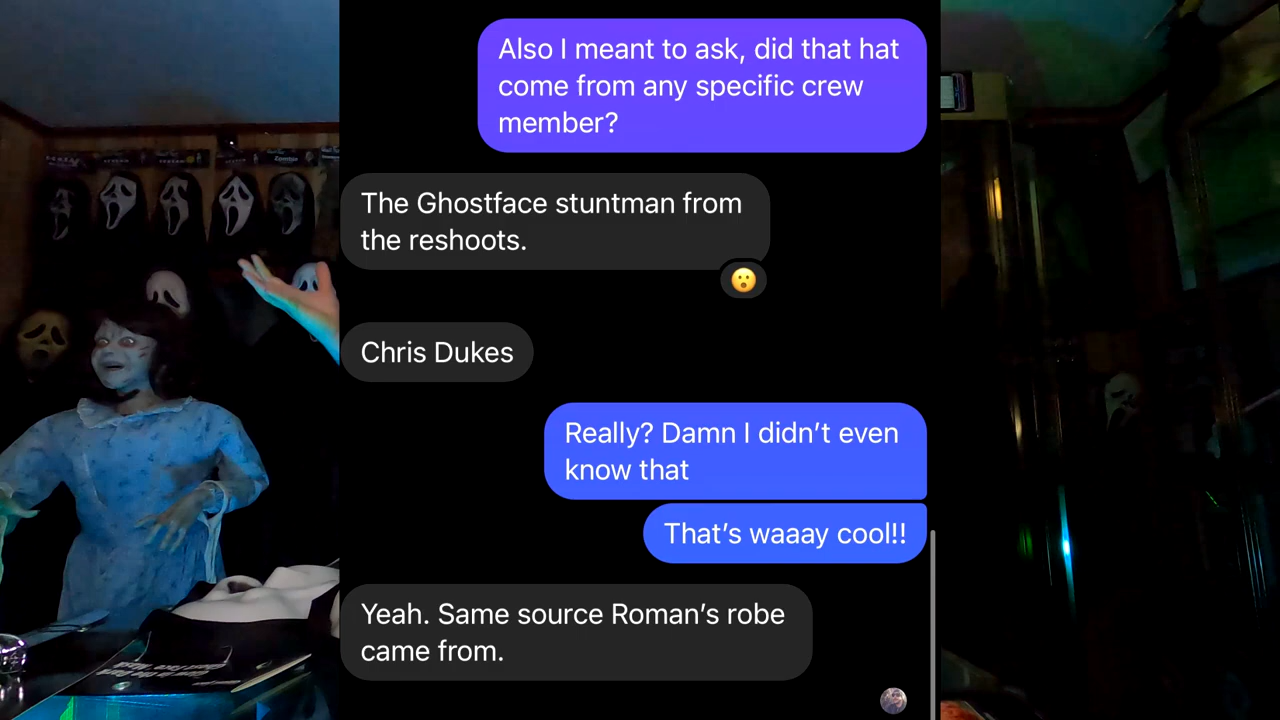 Also I meant to ask, did that hat
come from any specific crew
member?
The Ghostface stuntman from
the reshoots.
Chris Dukes
Really? Damn I didn’t even
know that
That’s waaay cool!!
Yeah. Same source Roman’s robe
came from.